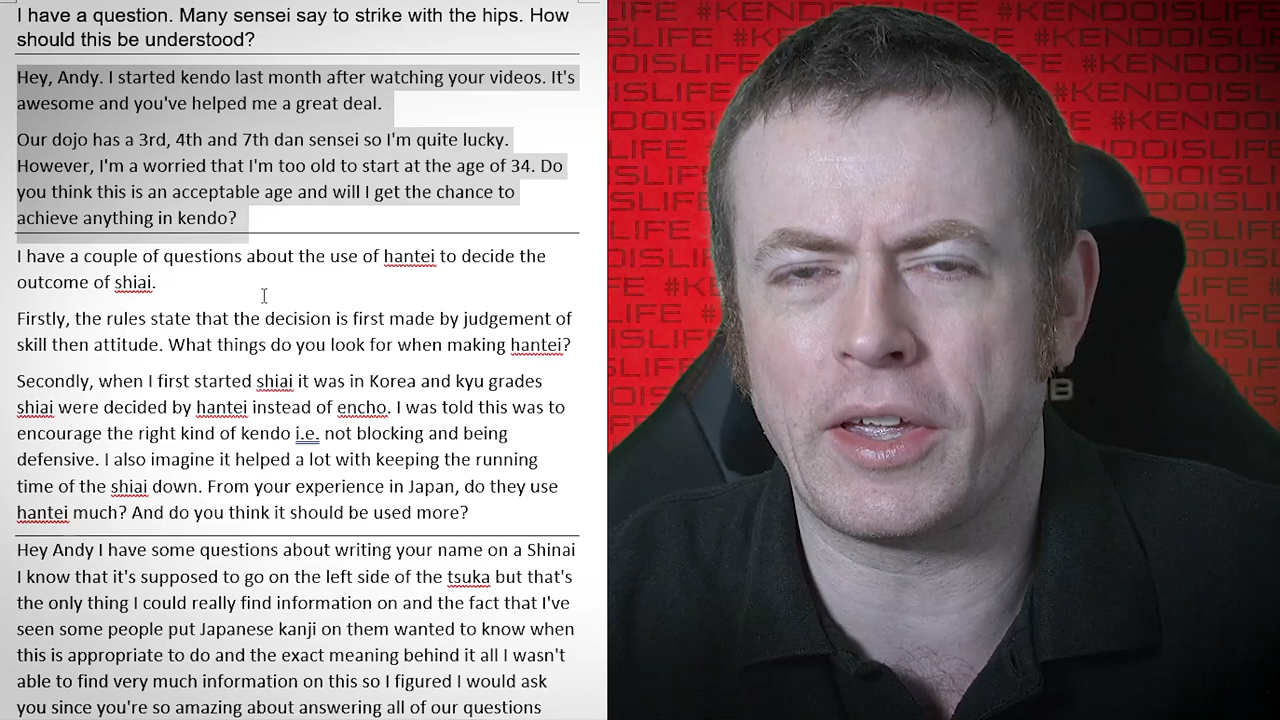 I have a question. Many sensei say to strike with the hips. How
should this be understood?
Hey, Andy. I started kendo last month after watching your videos. It's
awesome and you've helped me a great deal.
Our dojo has a 3rd, 4th and 7th dan sensei so I'm quite lucky.
However, I'm a worried that I'm too old to start at the age of 34. Do
you think this is an acceptable age and will I get the chance to
achieve anything in kendo?
I have a couple of questions about the use of hantei to decide the
outcome of shiai.
Firstly, the rules state that the decision is first made by judgement of
skill then attitude. What things do you look for when making hantei?
Secondly, when I first started shiai it was in Korea and kyu grades
shiai were decided by hantei instead of encho. I was told this was to
encourage the right kind of kendo i.e. not blocking and being
defensive. I also imagine it helped a lot with keeping the running
time of the shiai down. From your experience in Japan, do they use
hantei much? And do you think it should be used more?
Hey Andy I have some questions about writing your name on a Shinai
I know that it's supposed to go on the left side of the tsuka but that's
the only thing I could really find information on and the fact that I've
seen some people put Japanese kanji on them wanted to know when
this is appropriate to do and the exact meaning behind it all I wasn't
able to find very much information on this so I figured I would ask
you since you're so amazing about answering all of our questions
#KENDOISLIFE